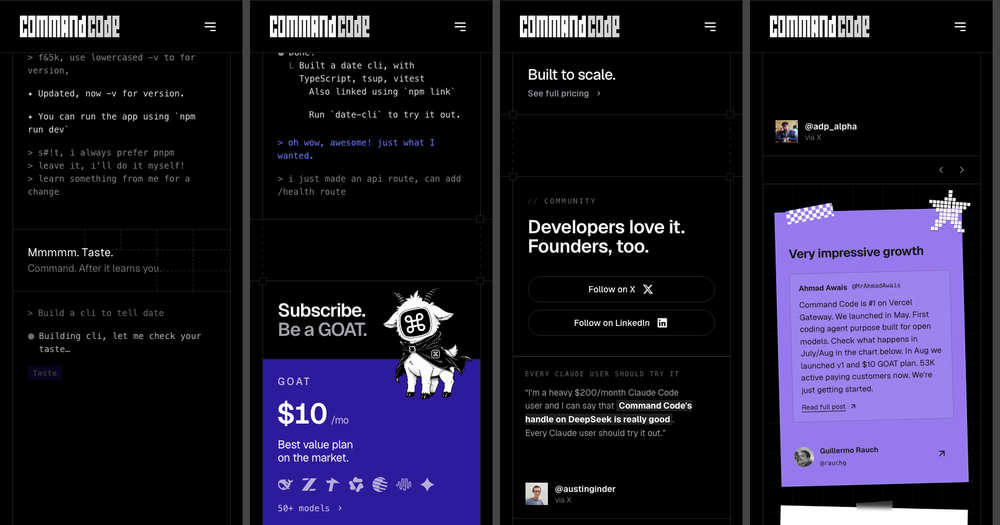 COMMANDCODE
> f&5k, use lowercased -v to for
version,
✦ Updated, now -v for version.
✦ You can run the app using `npm
run dev`
> s#!t, i always prefer pnpm
> leave it, i'll do it myself!
> learn something from me for a
change
Mmmmm. Taste.
Command. After it learns you.
> Build a cli to tell date
Building cli, let me check your
taste…
Taste
COMMANDCODE
Done!
└ Built a date cli, with
TypeScript, tsup, vitest
Also linked using `npm link`
Run `date-cli` to try it out.
> oh wow, awesome! just what I
wanted.
> i just made an api route, can add
/health route
Subscribe.
Be a GOAT.
GOAT
$10 /mo
Best value plan
on the market.
50+ models ›
COMMANDCODE
Built to scale.
See full pricing ›
// COMMUNITY
Developers love it.
Founders, too.
Follow on X
Follow on LinkedIn
EVERY CLAUDE USER SHOULD TRY IT
"I'm a heavy $200/month Claude Code
user and I can say that Command Code's
handle on DeepSeek is really good.
Every Claude user should try it out."
@austinginder
via X
COMMANDCODE
@adp_alpha
via X
Very impressive growth
Ahmad Awais @MrAhmadAwais
Command Code is #1 on Vercel
Gateway. We launched in May. First
coding agent purpose built for open
models. Check what happens in
July/Aug in the chart below. In Aug we
launched v1 and $10 GOAT plan. 53K
active paying customers now. We're
just getting started.
Read full post ↗
Guillermo Rauch
@rauchg